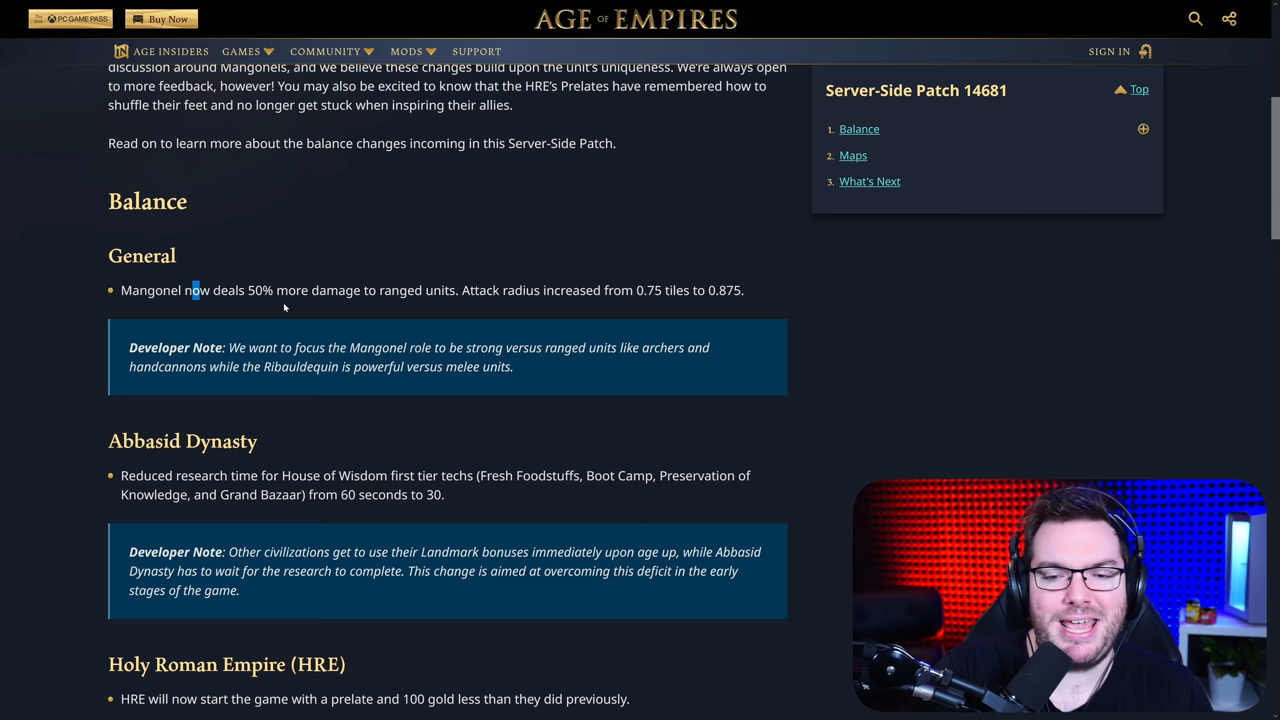 PC GAME PASS
Buy Now
AGE OF EMPIRES
AGE INSIDERS
GAMES
COMMUNITY
MODS
SUPPORT
SIGN IN
discussion around Mangonels, and we believe these changes build upon the unit's uniqueness. We're always open
to more feedback, however! You may also be excited to know that the HRE's Prelates have remembered how to
shuffle their feet and no longer get stuck when inspiring their allies.
Read on to learn more about the balance changes incoming in this Server-Side Patch.
Balance
General
Mangonel now deals 50% more damage to ranged units. Attack radius increased from 0.75 tiles to 0.875.
Developer Note: We want to focus the Mangonel role to be strong versus ranged units like archers and
handcannons while the Ribauldequin is powerful versus melee units.
Abbasid Dynasty
Reduced research time for House of Wisdom first tier techs (Fresh Foodstuffs, Boot Camp, Preservation of
Knowledge, and Grand Bazaar) from 60 seconds to 30.
Developer Note: Other civilizations get to use their Landmark bonuses immediately upon age up, while Abbasid
Dynasty has to wait for the research to complete. This change is aimed at overcoming this deficit in the early
stages of the game.
Holy Roman Empire (HRE)
HRE will now start the game with a prelate and 100 gold less than they did previously.
Server-Side Patch 14681
Top
1. Balance
2. Maps
3. What's Next